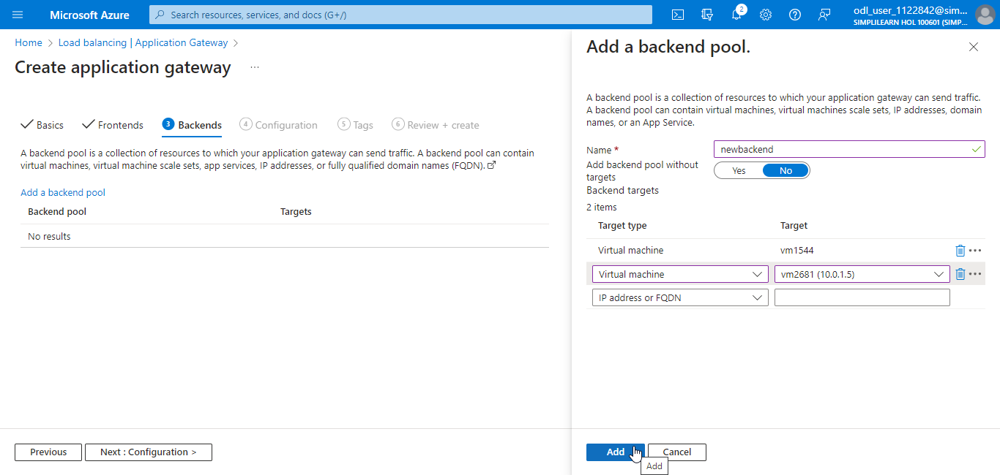 Microsoft Azure
Search resources, services, and docs (G+/)
2
odl_user_1122842@sim...
SIMPLILEARN HOL 100601 (SIMP...
Home > Load balancing | Application Gateway >
Create application gateway ...
Basics
Frontends
3 Backends
4 Configuration
5 Tags
6 Review + create
A backend pool is a collection of resources to which your application gateway can send traffic. A backend pool can contain
virtual machines, virtual machine scale sets, app services, IP addresses, or fully qualified domain names (FQDN).
Add a backend pool
Backend pool Targets
No results
Previous
Next : Configuration >
Add a backend pool.
A backend pool is a collection of resources to which your application gateway can send traffic.
A backend pool can contain virtual machines, virtual machines scale sets, IP addresses, domain
names, or an App Service.
Name * newbackend
Add backend pool without
targets
Yes No
Backend targets
2 items
Target type Target
Virtual machine vm1544
Virtual machine vm2681 (10.0.1.5)
IP address or FQDN
Add
Cancel
Add